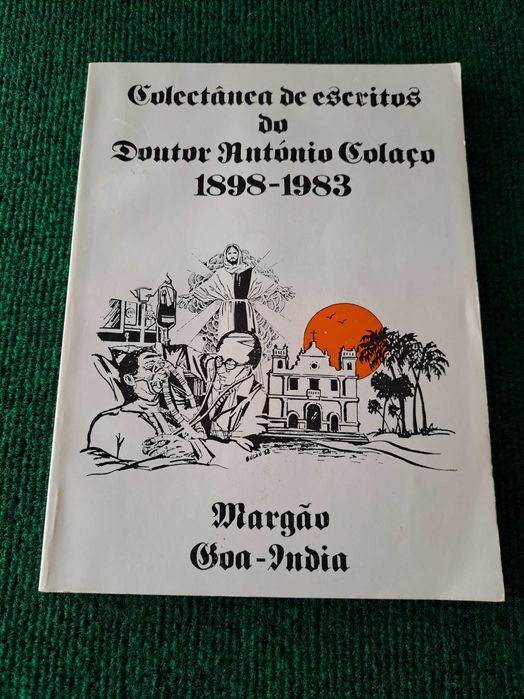 Colectânea de escritos
do
Doutor António Colaço
1898-1983
Margão
Goa-India